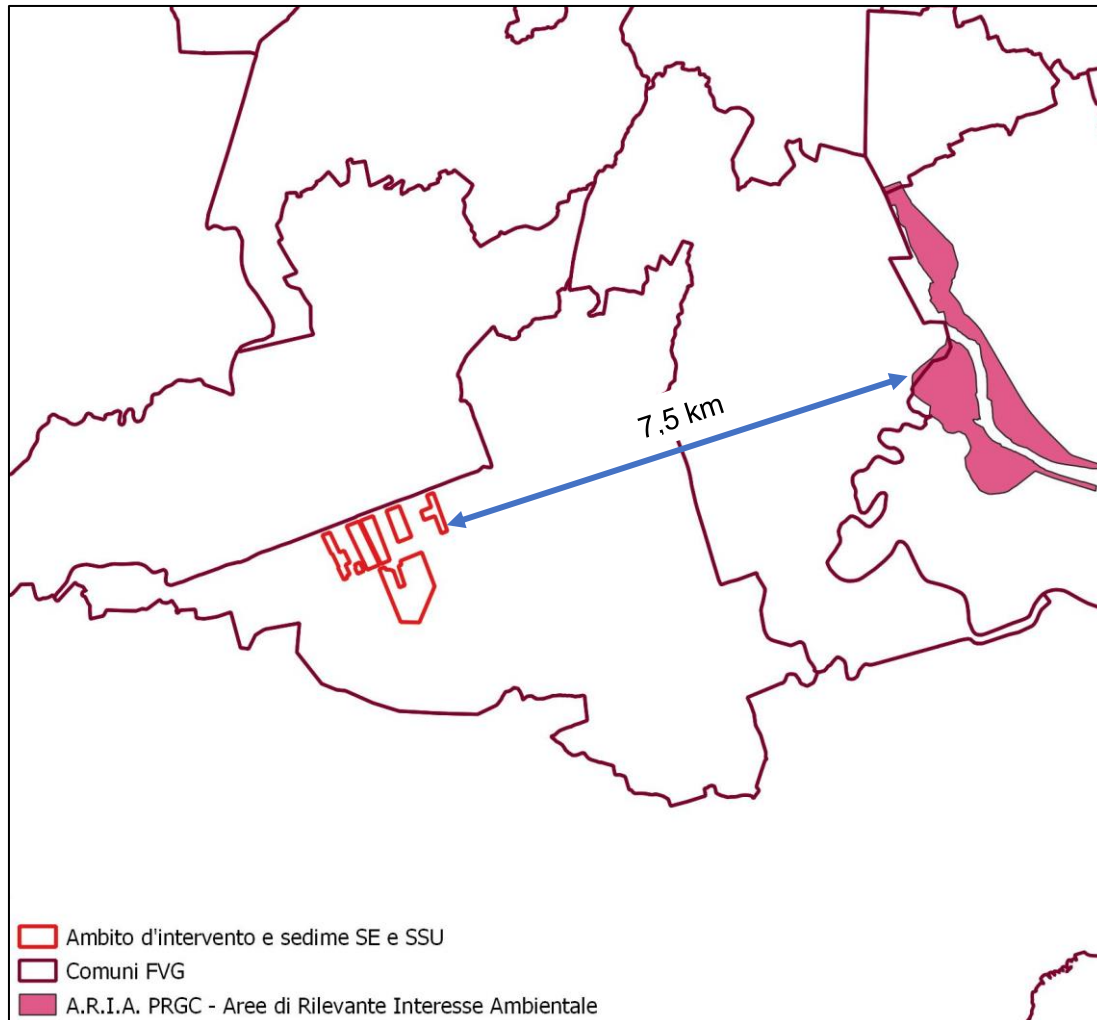 7,5 km
Ambito d'intervento e sedime SE e SSU
Comuni FVG
A.R.I.A. PRGC - Aree di Rilevante Interesse Ambientale